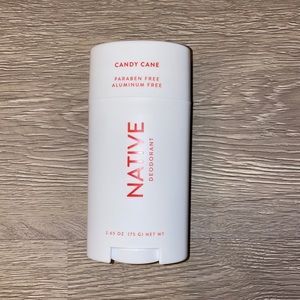 CANDY CANE
PARABEN FREE
ALUMINUM FREE
NATIVE
DEODORANT
2.65 OZ (75 G) NET WT